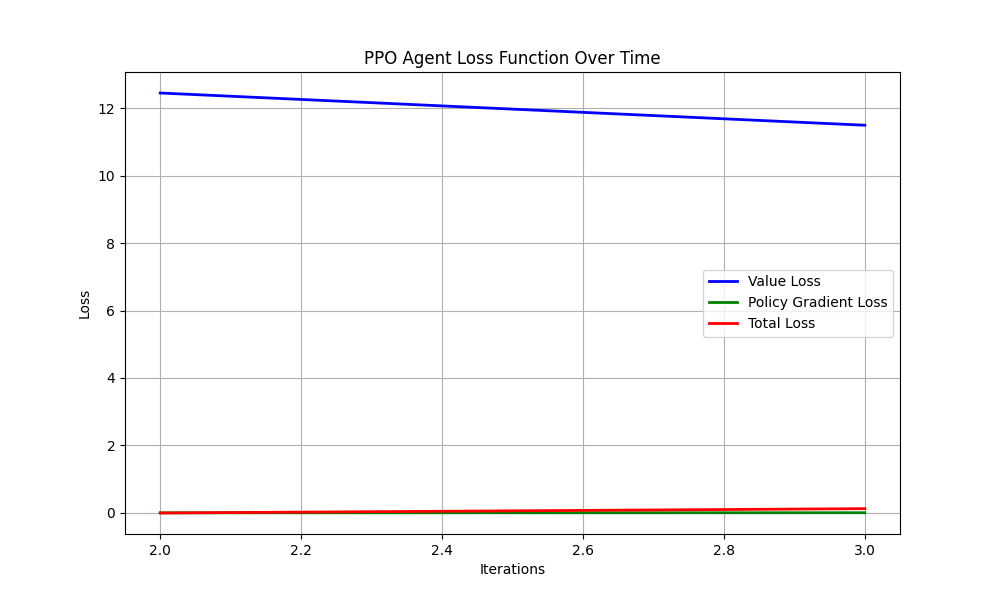 PPO Agent Loss Function Over Time
Loss
12
10
8
6
4
2
0
Value Loss
Policy Gradient Loss
Total Loss
2.0 2.2 2.4 2.6 2.8 3.0
Iterations